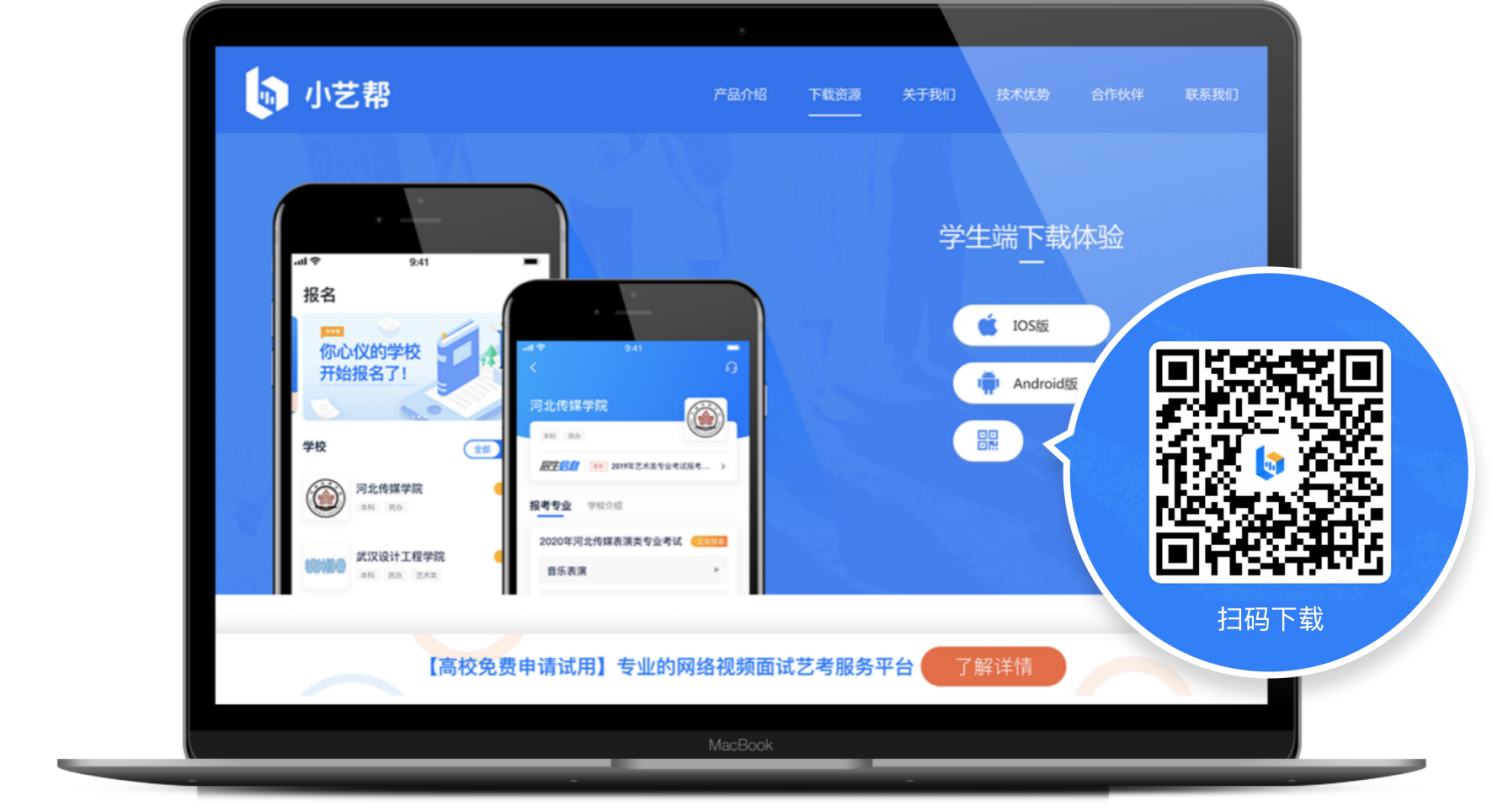 小艺帮
产品介绍 下载资源 关于我们 技术优势 合作伙伴 联系我们
学生端下载体验
IOS版
Android版
扫码下载
9:41
报名
你心仪的学校
开始报名了!
学校
全部
河北传媒学院
本科 民办
武汉设计工程学院
本科 民办 艺术类
9:41
河北传媒学院
本科 民办
招生信息 2019年艺术类专业考试报考...
报考专业 学校介绍
2020年河北传媒表演类专业考试
音乐表演
【高校免费申请试用】专业的网络视频面试艺考服务平台 了解详情
MacBook